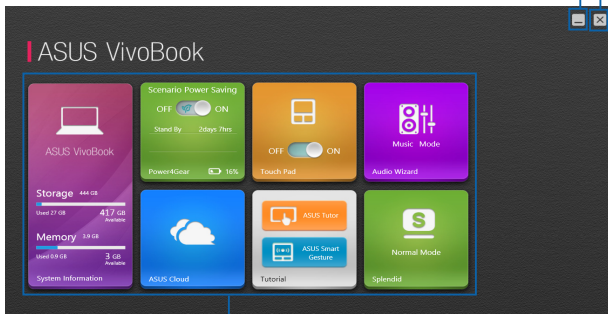 ASUS VivoBook
ASUS VivoBook
Storage 444 GB
Used 27 GB 417 GB
Available
Memory 3.9 GB
Used 0.9 GB 3 GB
Available
System Information
Scenario Power Saving
OFF ON
Stand By 2days 7hrs
Power4Gear 16%
OFF ON
Touch Pad
Music Mode
Audio Wizard
ASUS Cloud
ASUS Tutor
ASUS Smart
Gesture
Tutorial
S
Normal Mode
Splendid